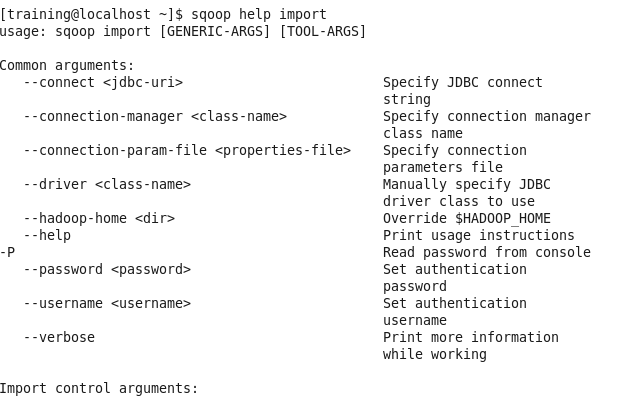 [training@localhost ~]$ sqoop help import
usage: sqoop import [GENERIC-ARGS] [TOOL-ARGS]

Common arguments:
   --connect <jdbc-uri>                         Specify JDBC connect
                                                string
   --connection-manager <class-name>            Specify connection manager
                                                class name
   --connection-param-file <properties-file>    Specify connection
                                                parameters file
   --driver <class-name>                        Manually specify JDBC
                                                driver class to use
   --hadoop-home <dir>                          Override $HADOOP_HOME
   --help                                       Print usage instructions
-P                                              Read password from console
   --password <password>                        Set authentication
                                                password
   --username <username>                        Set authentication
                                                username
   --verbose                                    Print more information
                                                while working

Import control arguments: